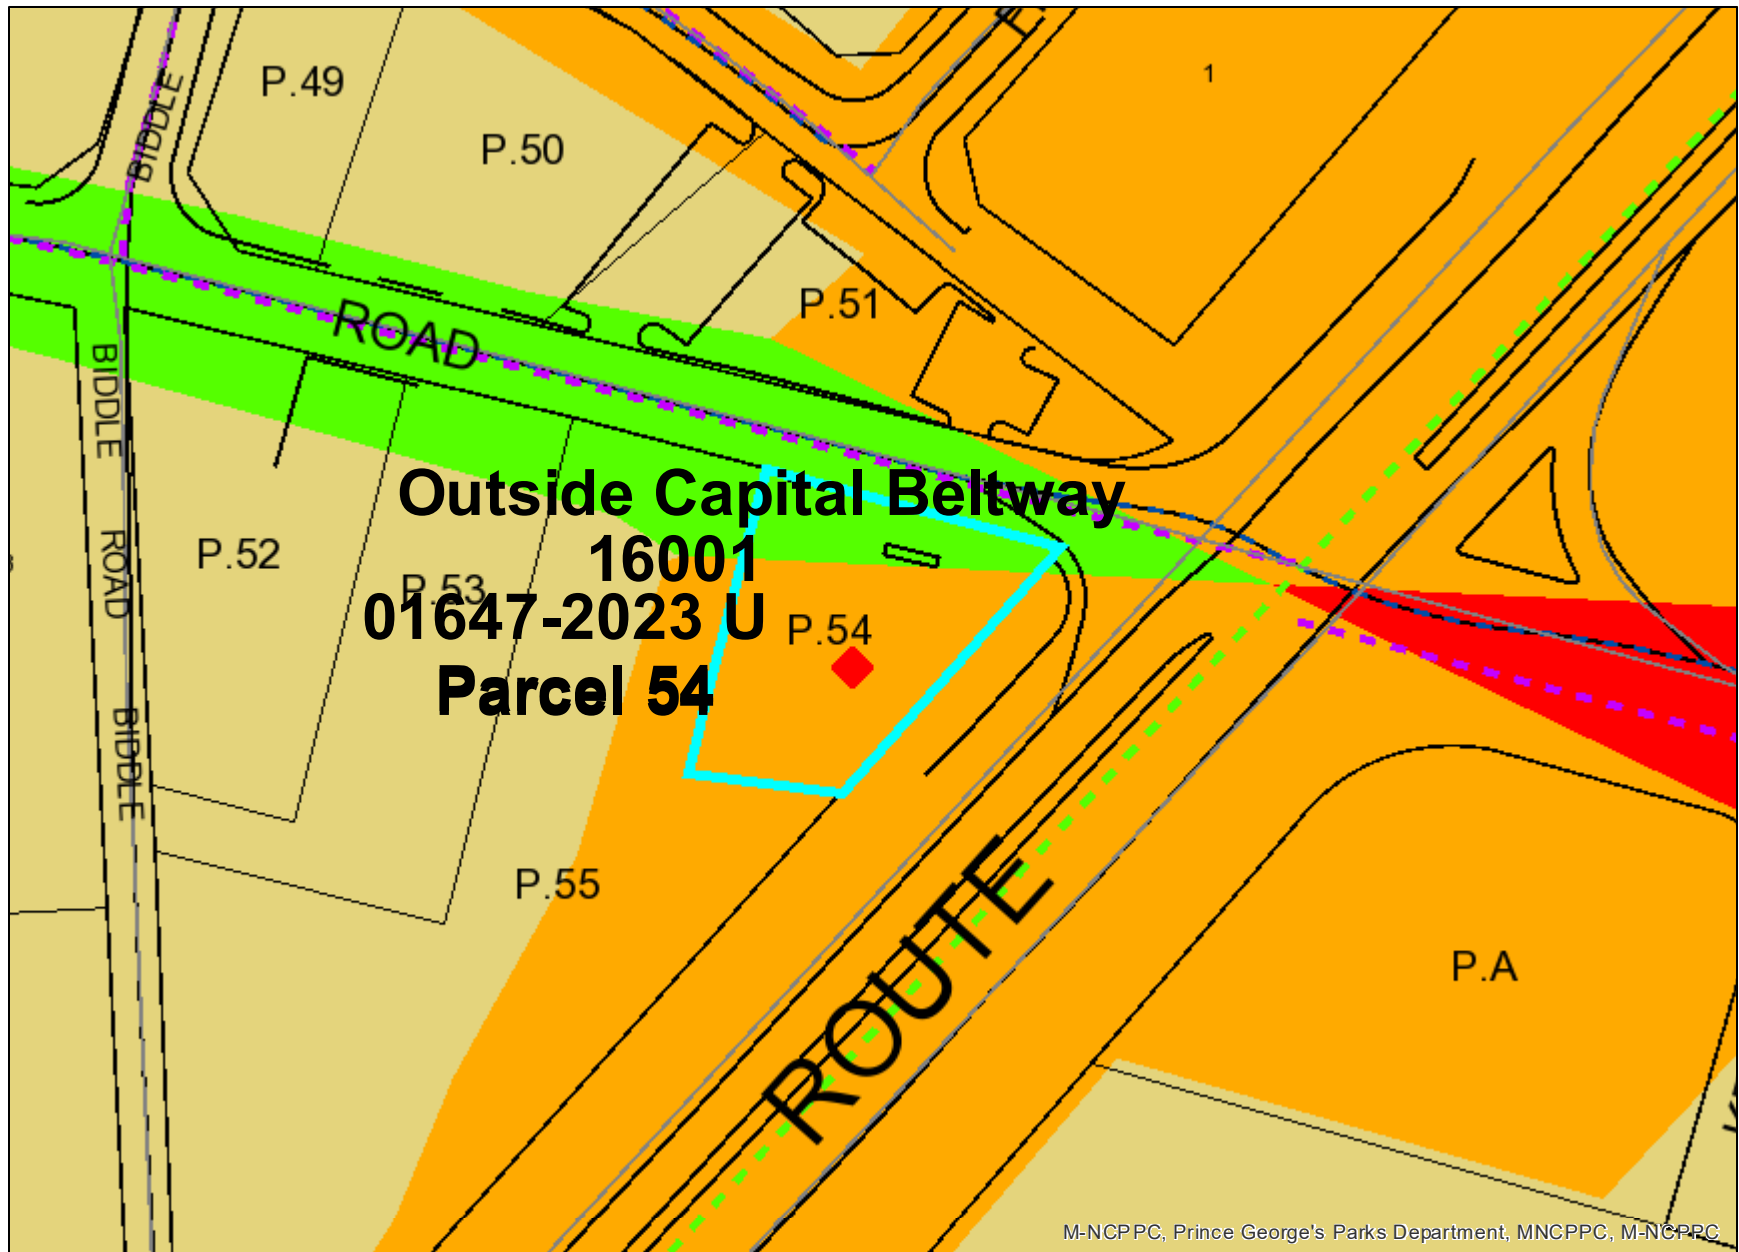 P.49
BIDDLE
1
P.50
P.51
ROAD
BIDDLE
Outside Capital Beltway
16001
P.52
P.53
ROAD
01647-2023 U
P.54
Parcel 54
BIDDLE
P.55
ROUTE
P.A
M-NCPPC, Prince George's Parks Department, MNCPPC, M-NCPPC